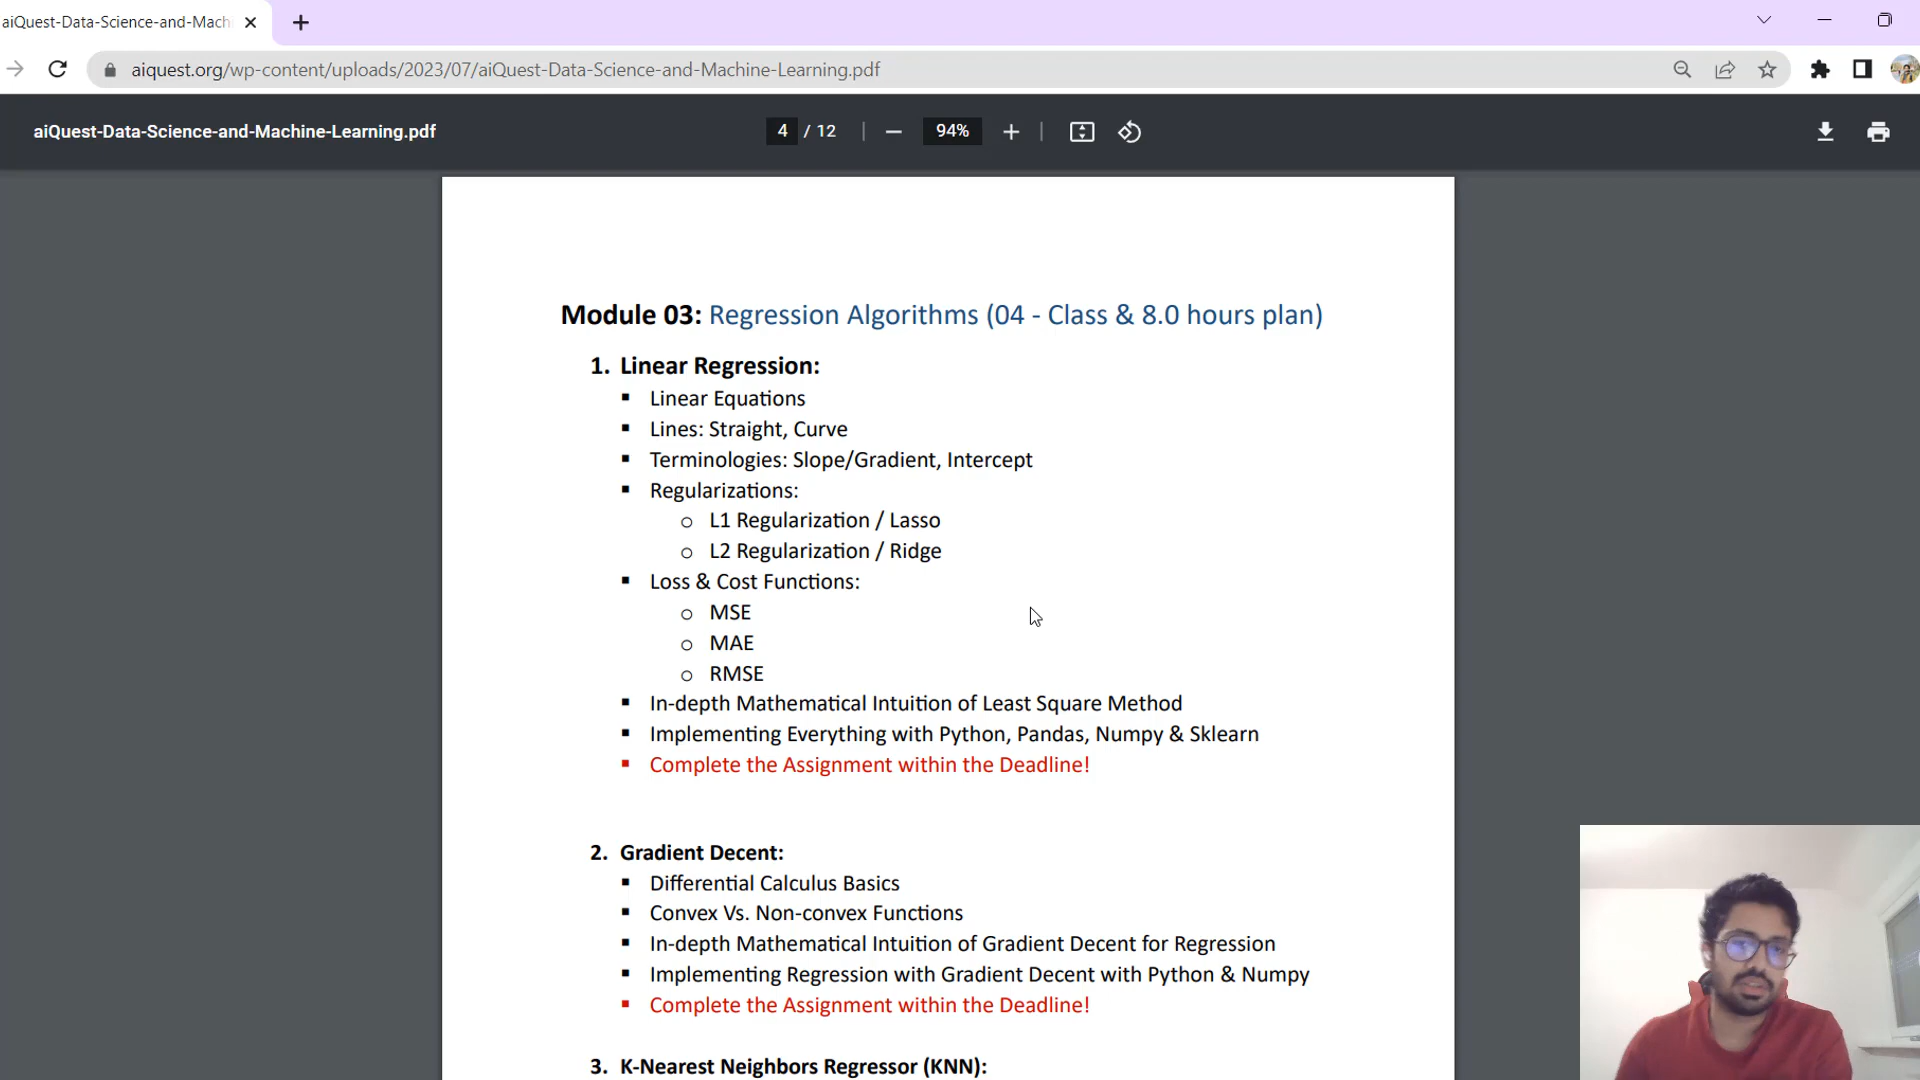 aiQuest-Data-Science-and-Mach
aiquest.org/wp-content/uploads/2023/07/aiQuest-Data-Science-and-Machine-Learning.pdf
aiQuest-Data-Science-and-Machine-Learning.pdf
4 / 12
94%
Module 03: Regression Algorithms (04 - Class & 8.0 hours plan)
1. Linear Regression:
▪ Linear Equations
▪ Lines: Straight, Curve
▪ Terminologies: Slope/Gradient, Intercept
▪ Regularizations:
o L1 Regularization / Lasso
o L2 Regularization / Ridge
▪ Loss & Cost Functions:
o MSE
o MAE
o RMSE
▪ In-depth Mathematical Intuition of Least Square Method
▪ Implementing Everything with Python, Pandas, Numpy & Sklearn
▪ Complete the Assignment within the Deadline!
2. Gradient Decent:
▪ Differential Calculus Basics
▪ Convex Vs. Non-convex Functions
▪ In-depth Mathematical Intuition of Gradient Decent for Regression
▪ Implementing Regression with Gradient Decent with Python & Numpy
▪ Complete the Assignment within the Deadline!
3. K-Nearest Neighbors Regressor (KNN):